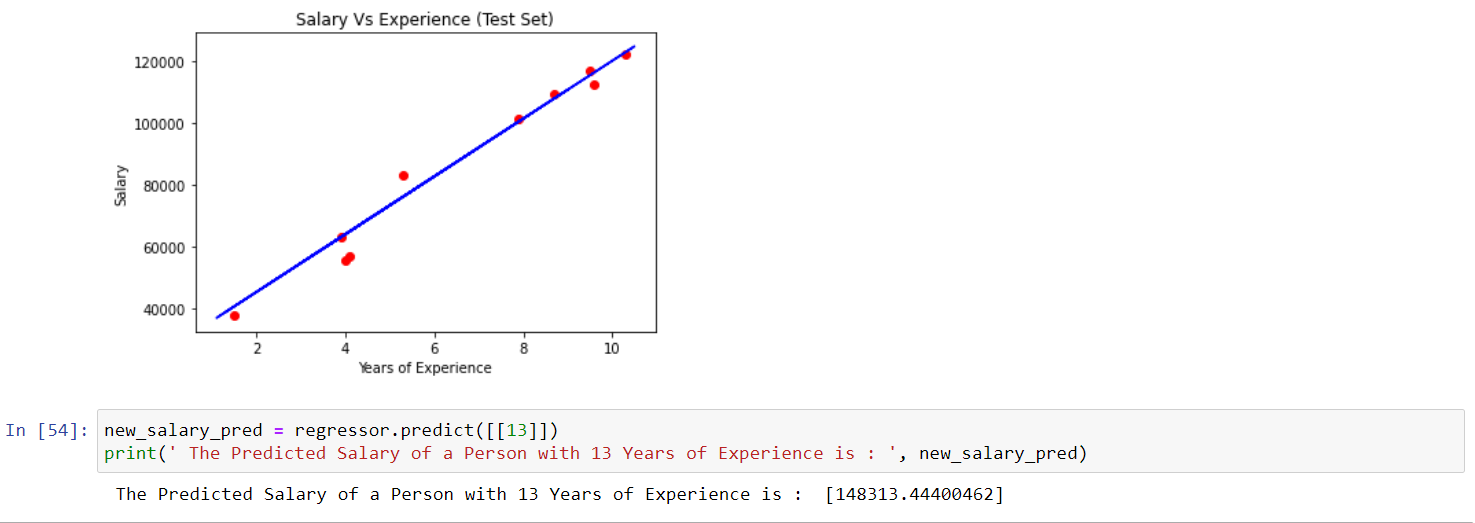 Salary Vs Experience (Test Set)
120000
100000
80000
60000
40000
Salary
2 4 6 8 10
Years of Experience
In [54]: new_salary_pred = regressor.predict([[13]])
print(' The Predicted Salary of a Person with 13 Years of Experience is : ', new_salary_pred)
The Predicted Salary of a Person with 13 Years of Experience is :  [148313.44400462]